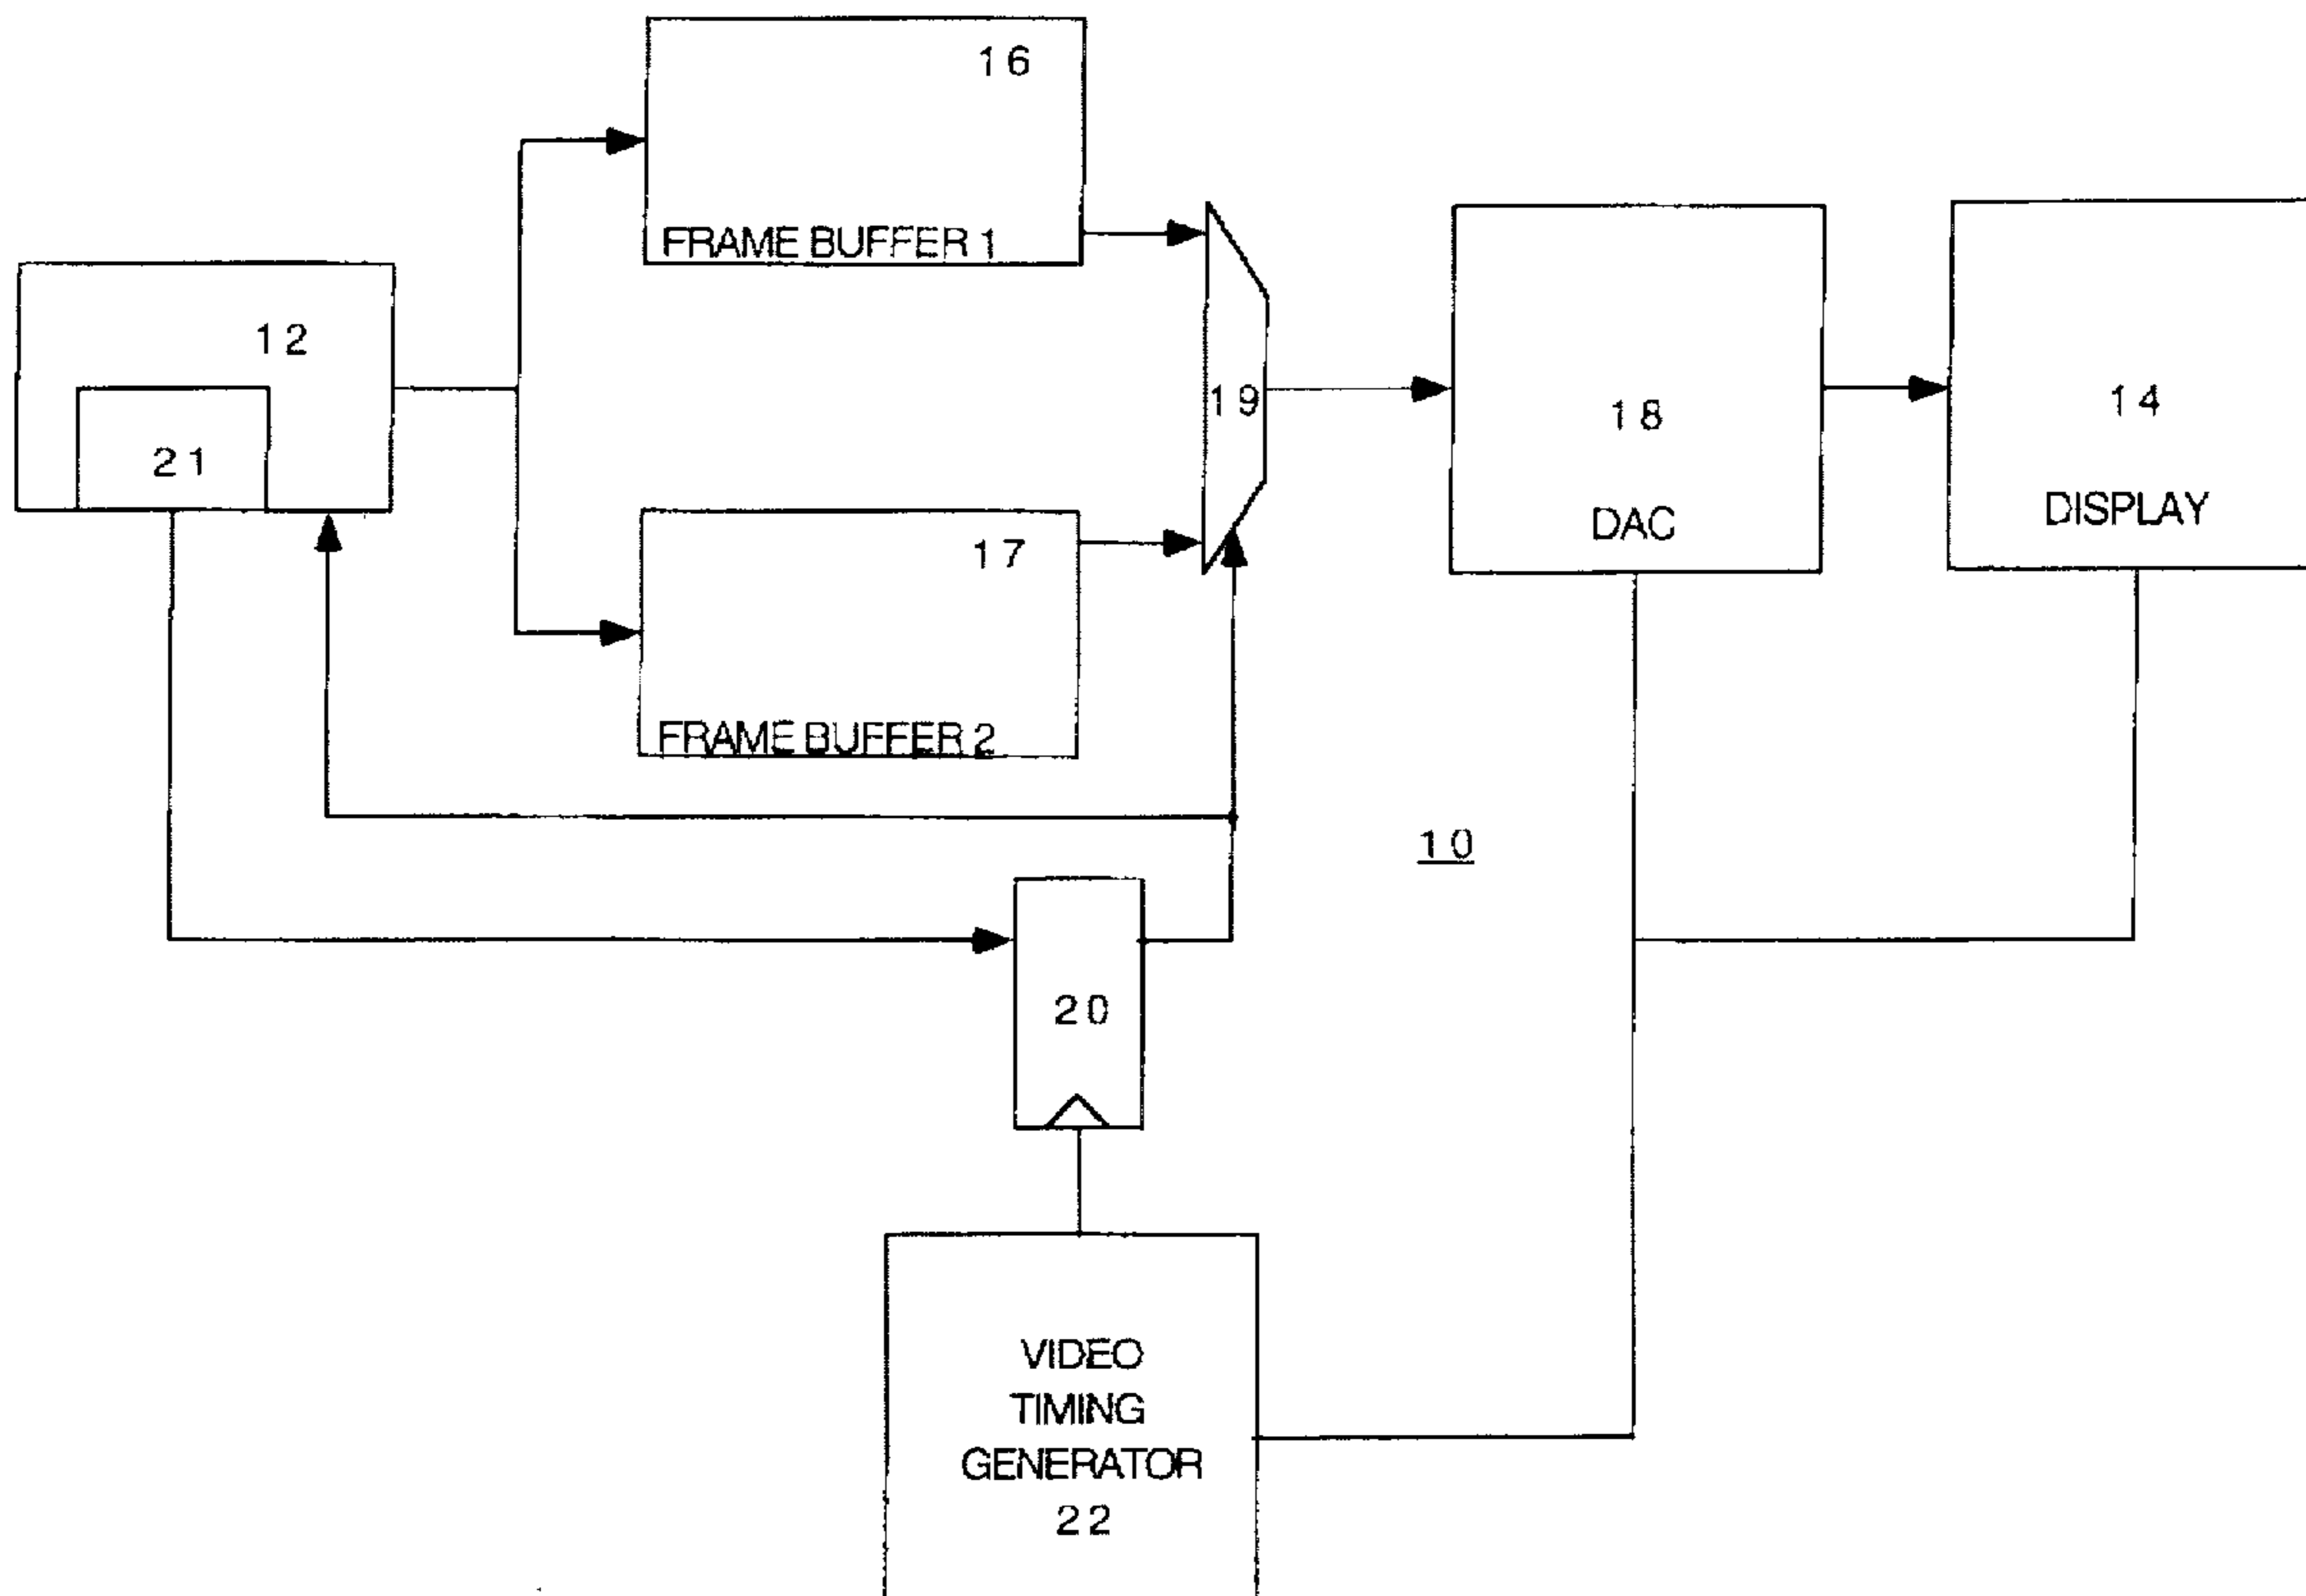 16
FRAME BUFFER 1
12
21
19
18
DAC
14
DISPLAY
17
FRAME BUFFER 2
10
20
VIDEO
TIMING
GENERATOR
22